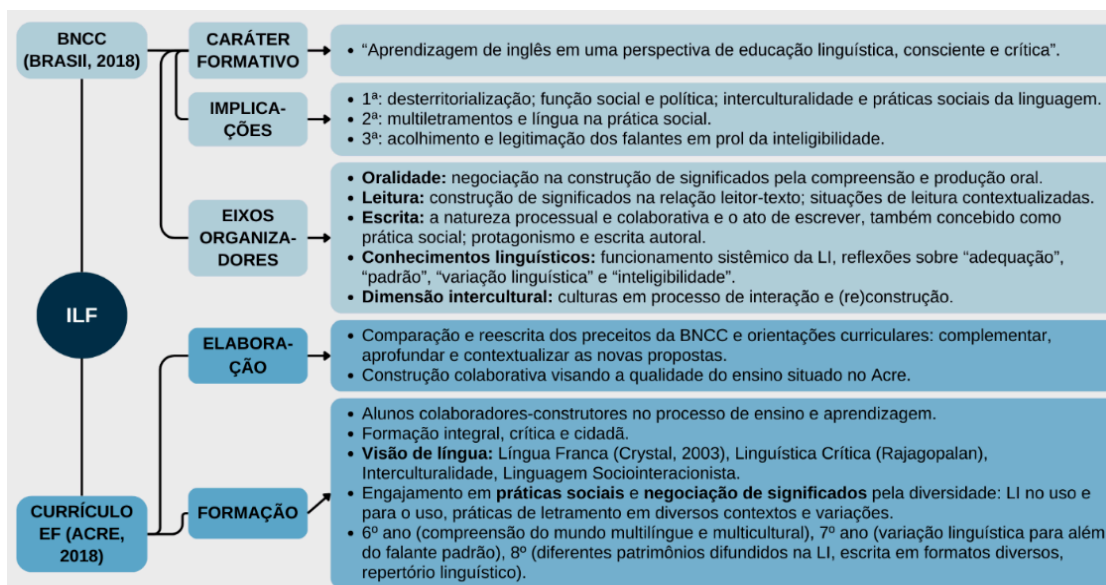 BNCC
(BRASIl, 2018)
CARÁTER
FORMATIVO
• “Aprendizagem de inglês em uma perspectiva de educação linguística, consciente e crítica”.
IMPLICA-
ÇÕES
• 1ª: desterritorialização; função social e política; interculturalidade e práticas sociais da linguagem.
• 2ª: multiletramentos e língua na prática social.
• 3ª: acolhimento e legitimação dos falantes em prol da inteligibilidade.
EIXOS
ORGANIZA-
DORES
• Oralidade: negociação na construção de significados pela compreensão e produção oral.
• Leitura: construção de significados na relação leitor-texto; situações de leitura contextualizadas.
• Escrita: a natureza processual e colaborativa e o ato de escrever, também concebido como
prática social; protagonismo e escrita autoral.
• Conhecimentos linguísticos: funcionamento sistêmico da LI, reflexões sobre “adequação”,
“padrão”, “variação linguística” e “inteligibilidade”.
• Dimensão intercultural: culturas em processo de interação e (re)construção.
ILF
ELABORA-
ÇÃO
• Comparação e reescrita dos preceitos da BNCC e orientações curriculares: complementar,
aprofundar e contextualizar as novas propostas.
• Construção colaborativa visando a qualidade do ensino situado no Acre.
CURRÍCULO
EF (ACRE,
2018)
FORMAÇÃO
• Alunos colaboradores-construtores no processo de ensino e aprendizagem.
• Formação integral, crítica e cidadã.
• Visão de língua: Língua Franca (Crystal, 2003), Linguística Crítica (Rajagopalan),
Interculturalidade, Linguagem Sociointeracionista.
• Engajamento em práticas sociais e negociação de significados pela diversidade: LI no uso e
para o uso, práticas de letramento em diversos contextos e variações.
• 6º ano (compreensão do mundo multilíngue e multicultural), 7º ano (variação linguística para além
do falante padrão), 8º (diferentes patrimônios difundidos na LI, escrita em formatos diversos,
repertório linguístico).